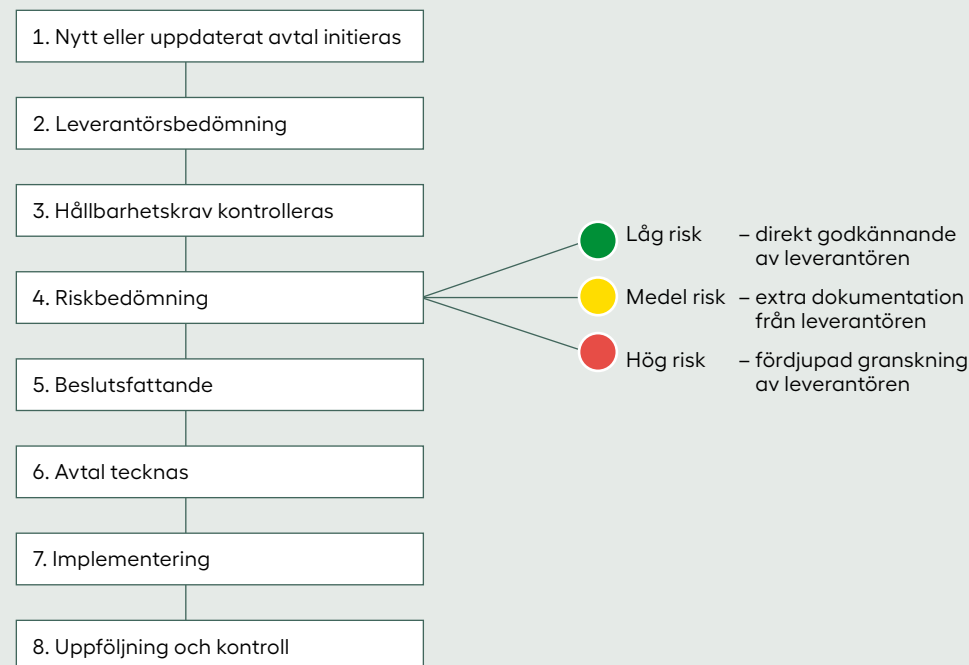 1. Nytt eller uppdaterat avtal initieras
2. Leverantörsbedömning
3. Hållbarhetskrav kontrolleras
4. Riskbedömning
Låg risk – direkt godkännande
av leverantören
Medel risk – extra dokumentation
från leverantören
Hög risk – fördjupad granskning
av leverantören
5. Beslutsfattande
6. Avtal tecknas
7. Implementering
8. Uppföljning och kontroll